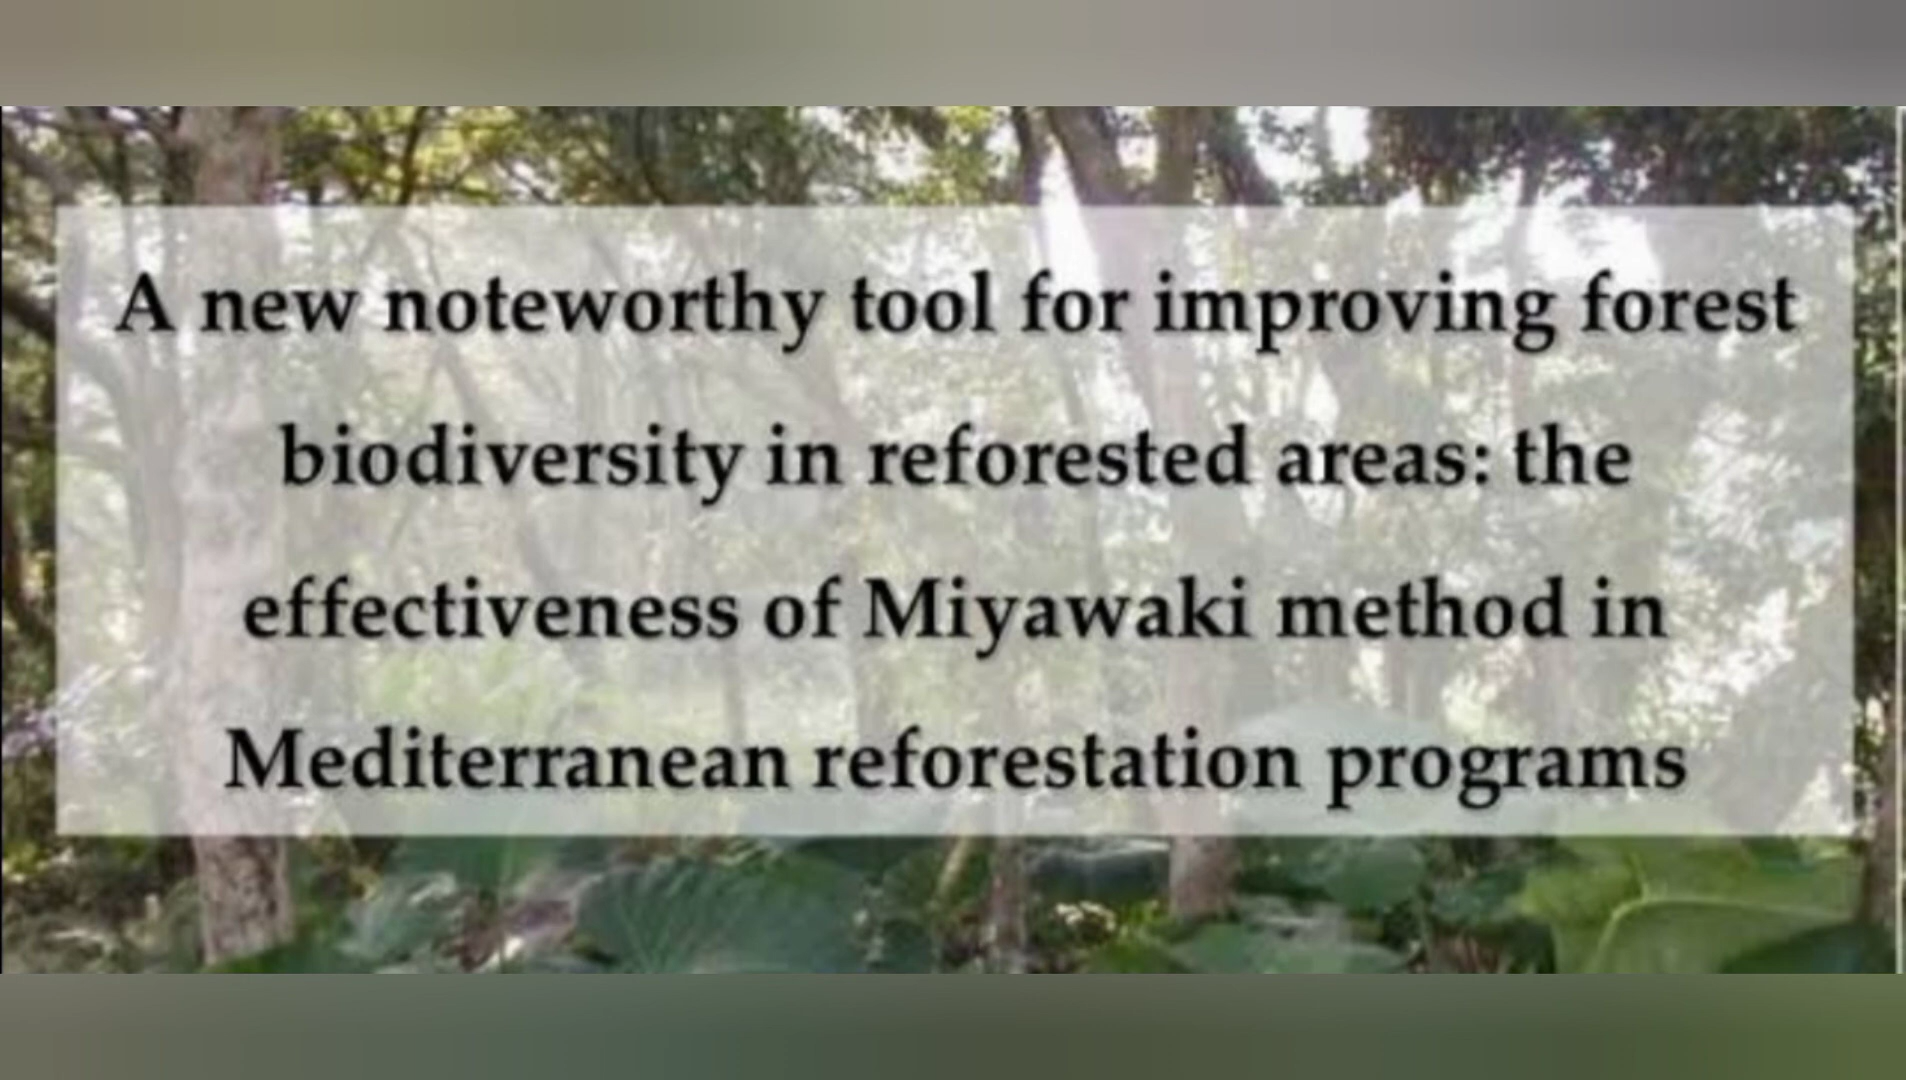 A new noteworthy tool for improving forest
biodiversity in reforested areas: the
effectiveness of Miyawaki method in
Mediterranean reforestation programs